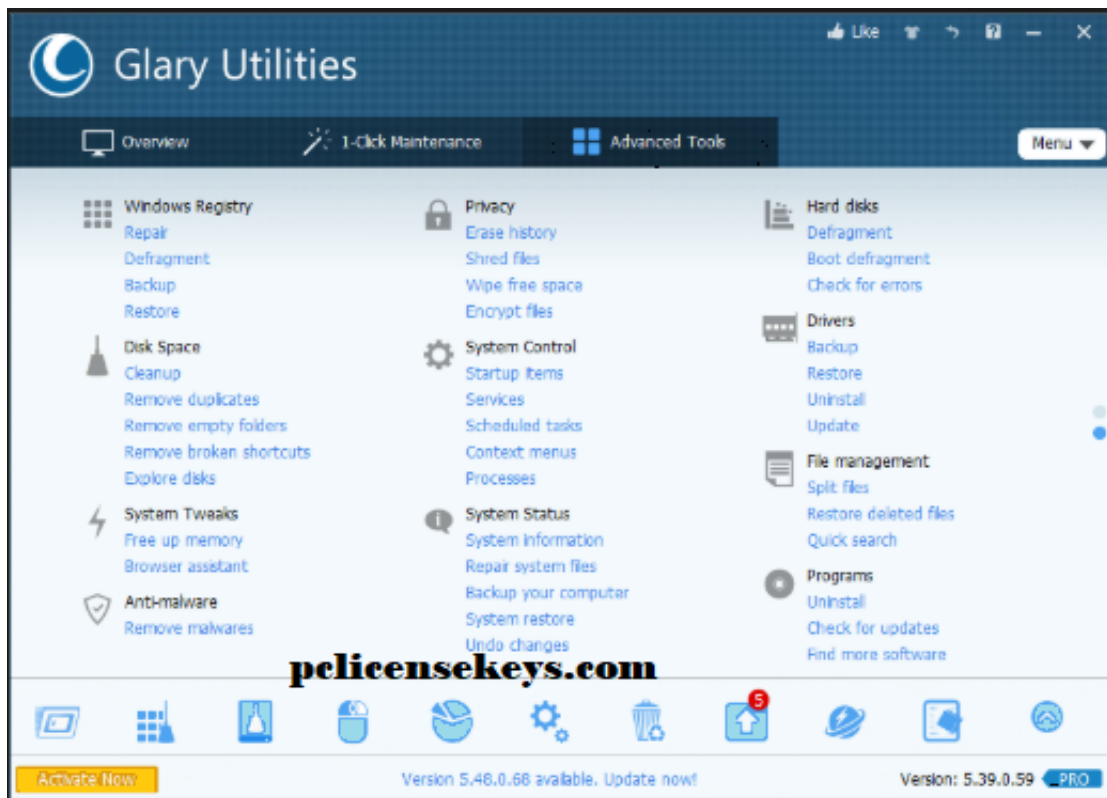 Like
Glary Utilities
Overview
1-Click Maintenance
Advanced Tools
Menu
Windows Registry
Repair
Defragment
Backup
Restore
Disk Space
Cleanup
Remove duplicates
Remove empty folders
Remove broken shortcuts
Explore disks
System Tweaks
Free up memory
Browser assistant
Anti-malware
Remove malwares
Privacy
Erase history
Shred files
Wipe free space
Encrypt files
System Control
Startup items
Services
Scheduled tasks
Context menus
Processes
System Status
System information
Repair system files
Backup your computer
System restore
Undo changes
Hard disks
Defragment
Boot defragment
Check for errors
Drivers
Backup
Restore
Uninstall
Update
File management
Split files
Restore deleted files
Quick search
Programs
Uninstall
Check for updates
Find more software
pclicensekeys.com
5
Activate Now
Version 5.48.0.68 available. Update now!
Version: 5.39.0.59 PRO